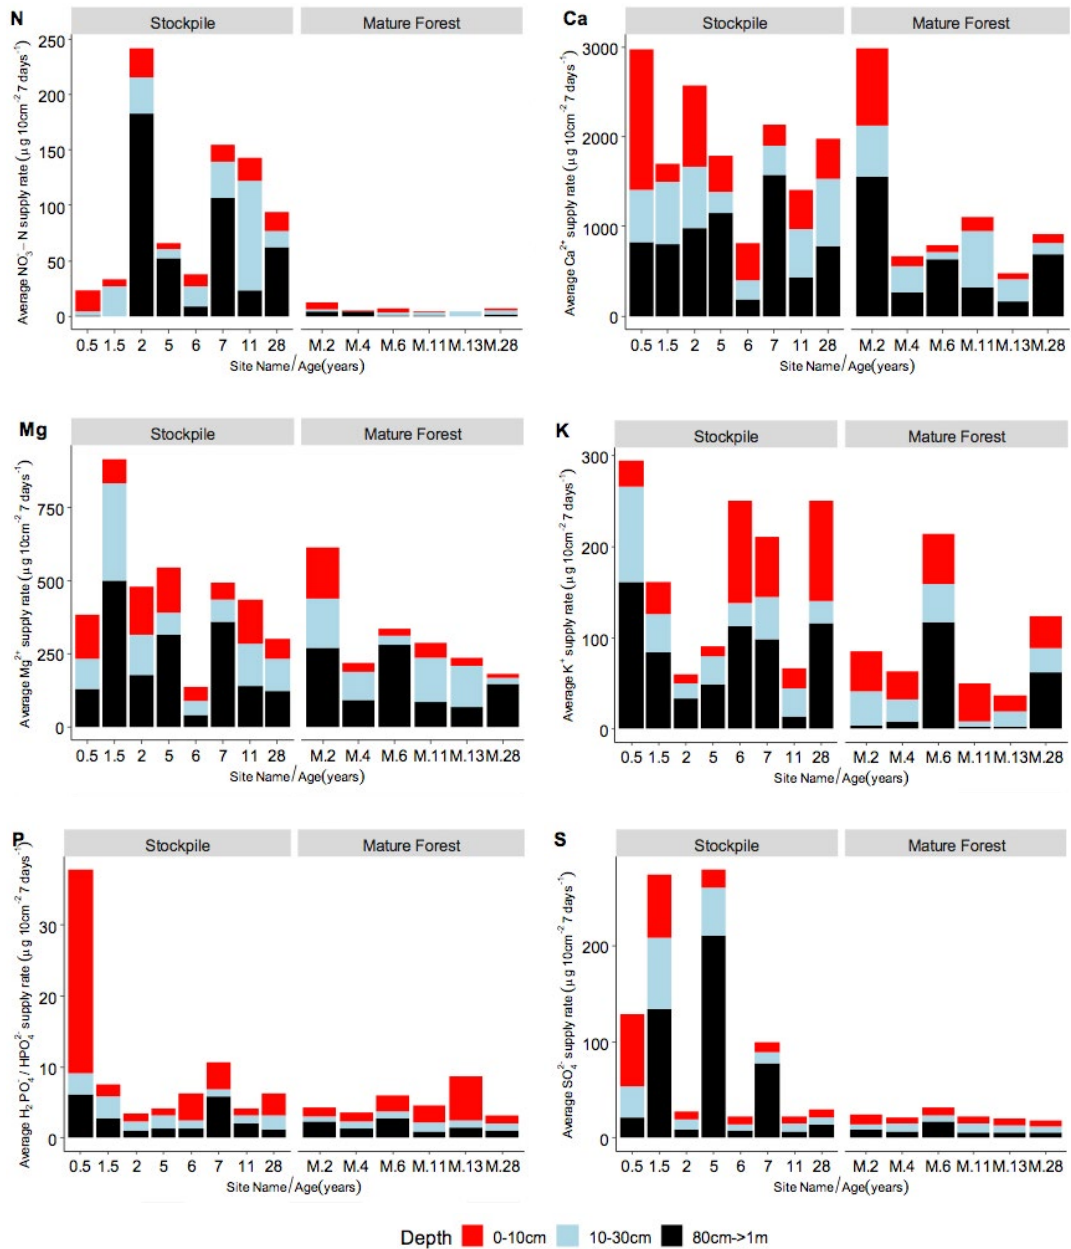 N
Stockpile Mature Forest
Average NO₃⁻ – N supply rate (μ g 10cm⁻² 7 days⁻¹)
250
200
150
100
50
0
0.5 1.5 2 5 6 7 11 28 M.2 M.4 M.6 M.11 M.13 M.28
Site Name/Age(years)
Ca
Stockpile Mature Forest
Average Ca²⁺ supply rate (μ g 10cm⁻² 7 days⁻¹)
3000
2000
1000
0
0.5 1.5 2 5 6 7 11 28 M.2 M.4 M.6 M.11 M.13 M.28
Site Name/Age(years)
Mg
Stockpile Mature Forest
Average Mg²⁺ supply rate (μ g 10cm⁻² 7 days⁻¹)
750
500
250
0
0.5 1.5 2 5 6 7 11 28 M.2 M.4 M.6 M.11 M.13 M.28
Site Name/Age(years)
K
Stockpile Mature Forest
Average K⁺ supply rate (μ g 10cm⁻² 7 days⁻¹)
300
200
100
0
0.5 1.5 2 5 6 7 11 28 M.2 M.4 M.6 M.11 M.13 M.28
Site Name/Age(years)
P
Stockpile Mature Forest
Average H₂PO₄⁻/HPO₄²⁻ supply rate (μ g 10cm⁻² 7 days⁻¹)
30
20
10
0
0.5 1.5 2 5 6 7 11 28 M.2 M.4 M.6 M.11 M.13 M.28
Site Name/Age(years)
S
Stockpile Mature Forest
Average SO₄²⁻ supply rate (μ g 10cm⁻² 7 days⁻¹)
200
100
0
0.5 1.5 2 5 6 7 11 28 M.2 M.4 M.6 M.11 M.13 M.28
Site Name/Age(years)
Depth 0-10cm 10-30cm 80cm->1m